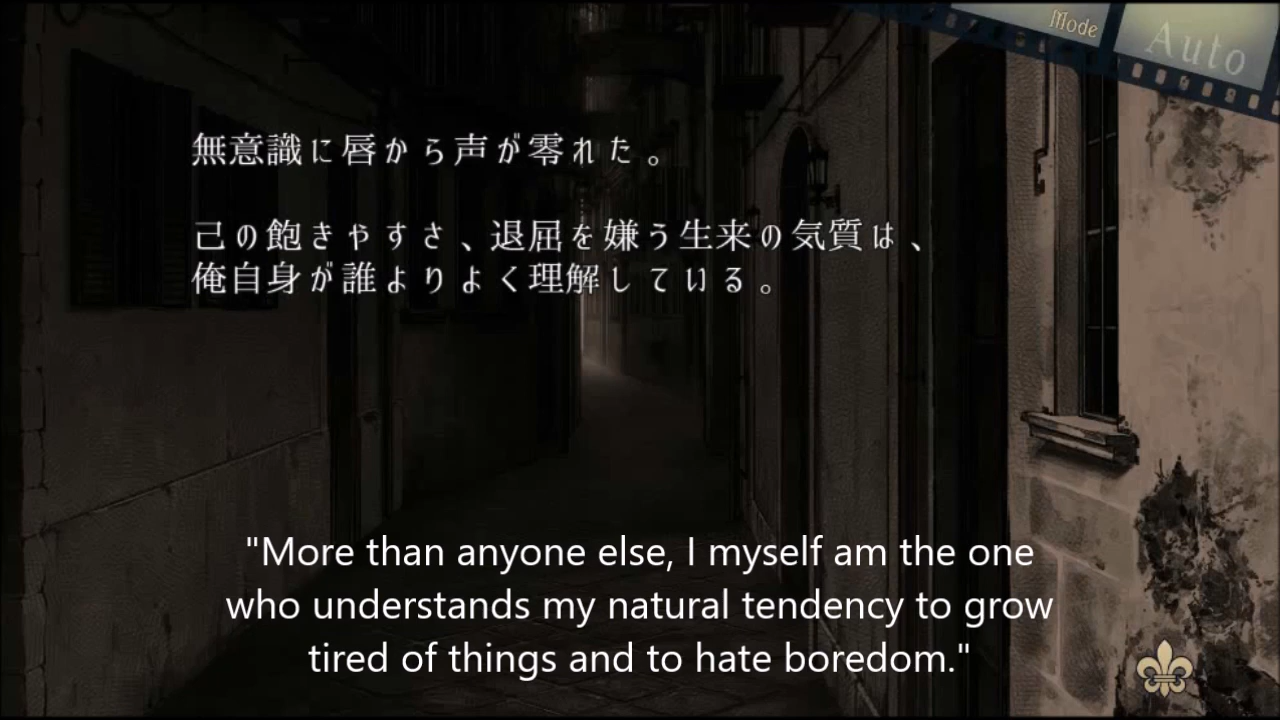 Mode
Auto
無意識に唇から声が零れた。
己の飽きやすさ、退屈を嫌う生来の気質は、
俺自身が誰よりよく理解している。
"More than anyone else, I myself am the one
who understands my natural tendency to grow
tired of things and to hate boredom."